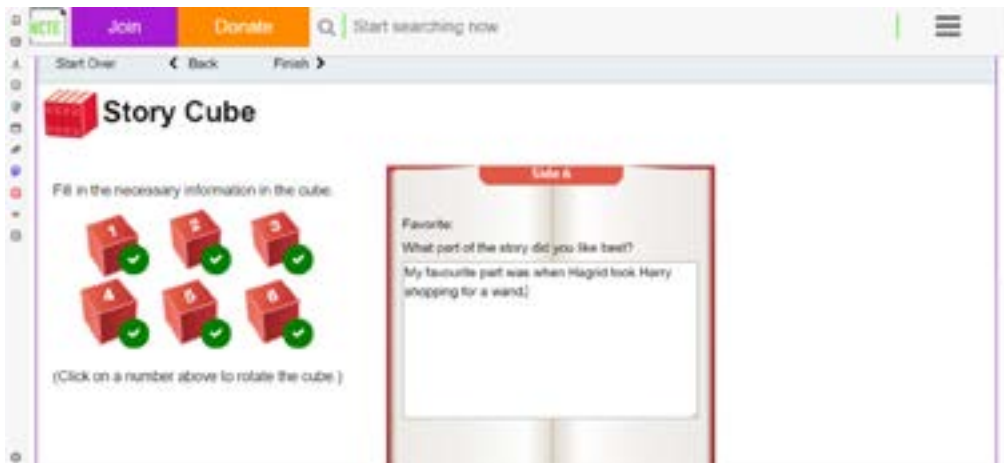 NCTE
Join
Donate
Start searching now
Start Over
Back
Finish
Story Cube
Fill in the necessary information in the cube.
1
2
3
4
5
6
(Click on a number above to rotate the cube.)
Side 6
Favorite:
What part of the story did you like best?
My favourite part was when Hagrid took Harry
shopping for a wand.